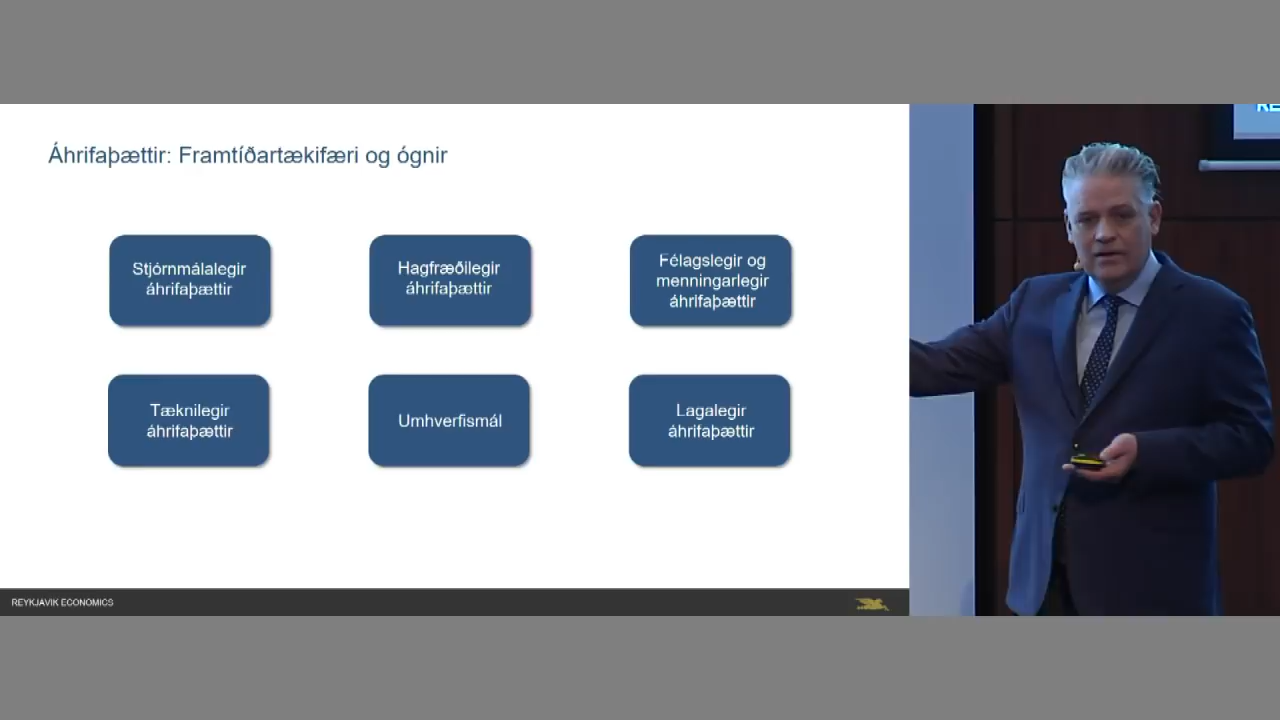 Áhrifaþættir: Framtíðartækifæri og ógnir
Stjórnmálalegir
áhrifaþættir
Hagfræðilegir
áhrifaþættir
Félagslegir og
menningarlegir
áhrifaþættir
Tæknilegir
áhrifaþættir
Umhverfismál
Lagalegir
áhrifaþættir
REYKJAVIK ECONOMICS